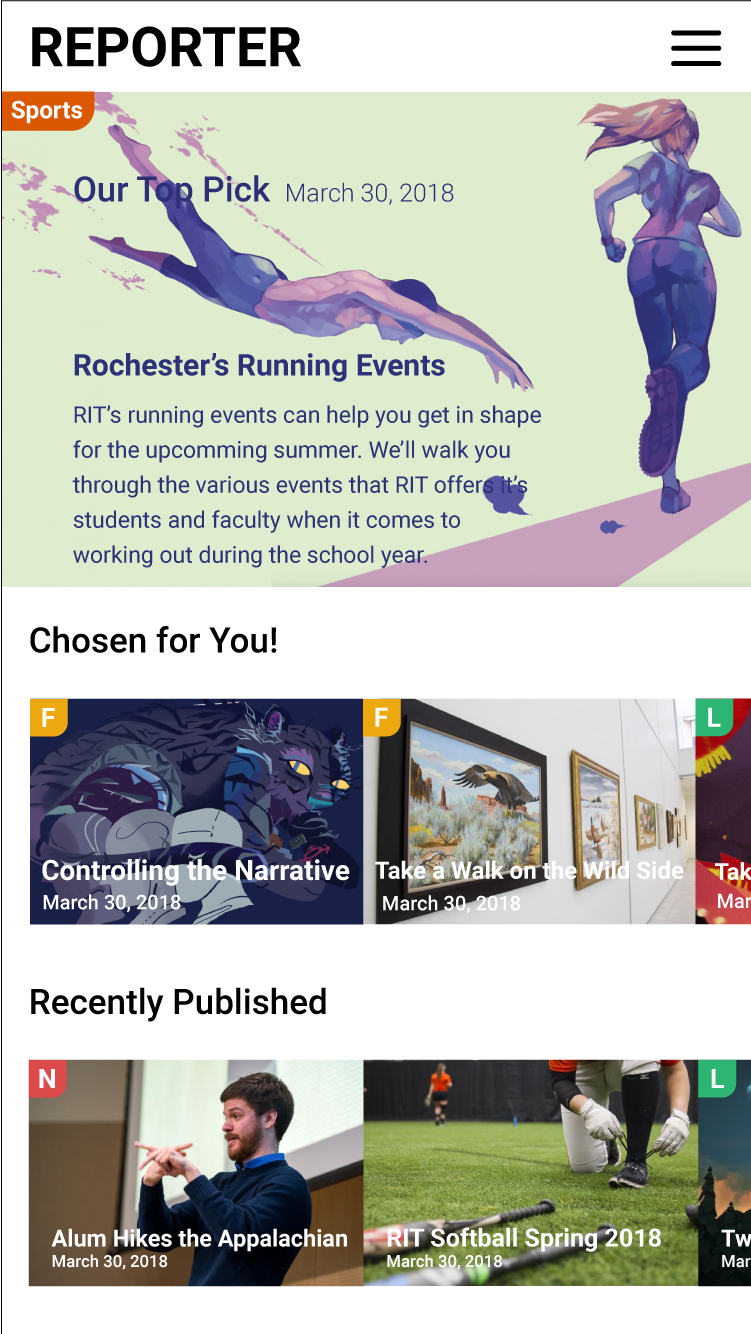 REPORTER
Sports
Our Top Pick March 30, 2018
Rochester’s Running Events
RIT’s running events can help you get in shape
for the upcomming summer. We’ll walk you
through the various events that RIT offers it’s
students and faculty when it comes to
working out during the school year.
Chosen for You!
F
F
L
Controlling the Narrative
March 30, 2018
Take a Walk on the Wild Side
March 30, 2018
Tak
Mar
Recently Published
N
L
Alum Hikes the Appalachian
March 30, 2018
RIT Softball Spring 2018
March 30, 2018
Tw
Mar